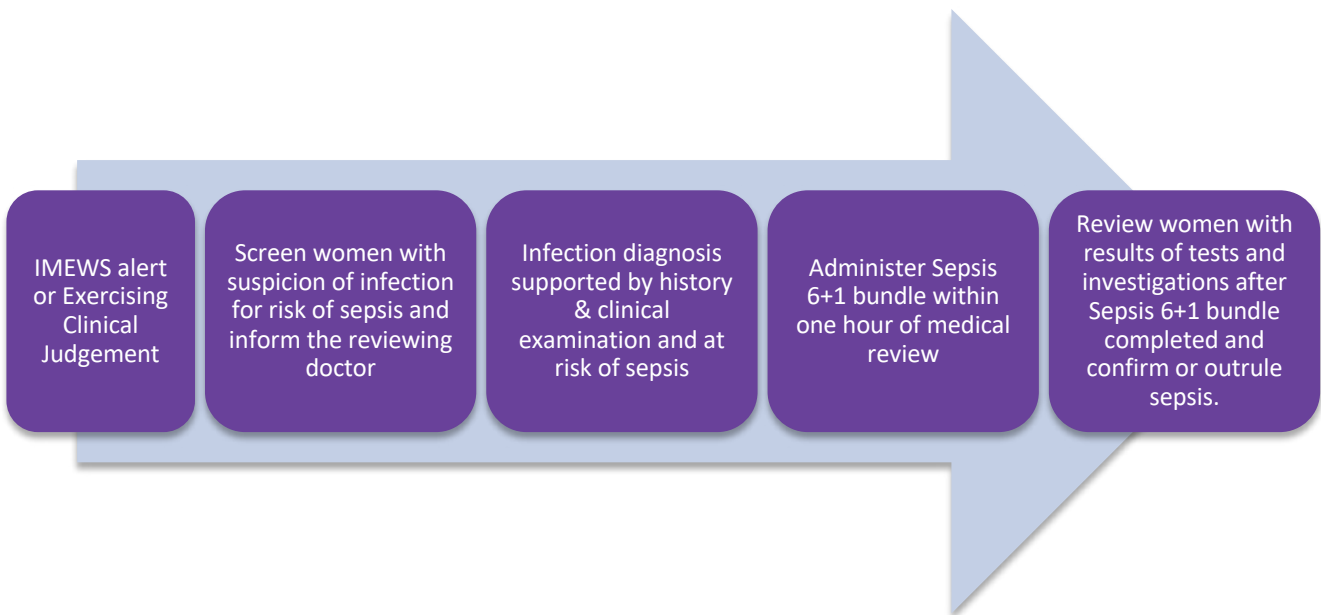 IMEWS alert
or Exercising
Clinical
Judgement
Screen women with
suspicion of infection
for risk of sepsis and
inform the reviewing
doctor
Infection diagnosis
supported by history
& clinical
examination and at
risk of sepsis
Administer Sepsis
6+1 bundle within
one hour of medical
review
Review women with
results of tests and
investigations after
Sepsis 6+1 bundle
completed and
confirm or outrule
sepsis.